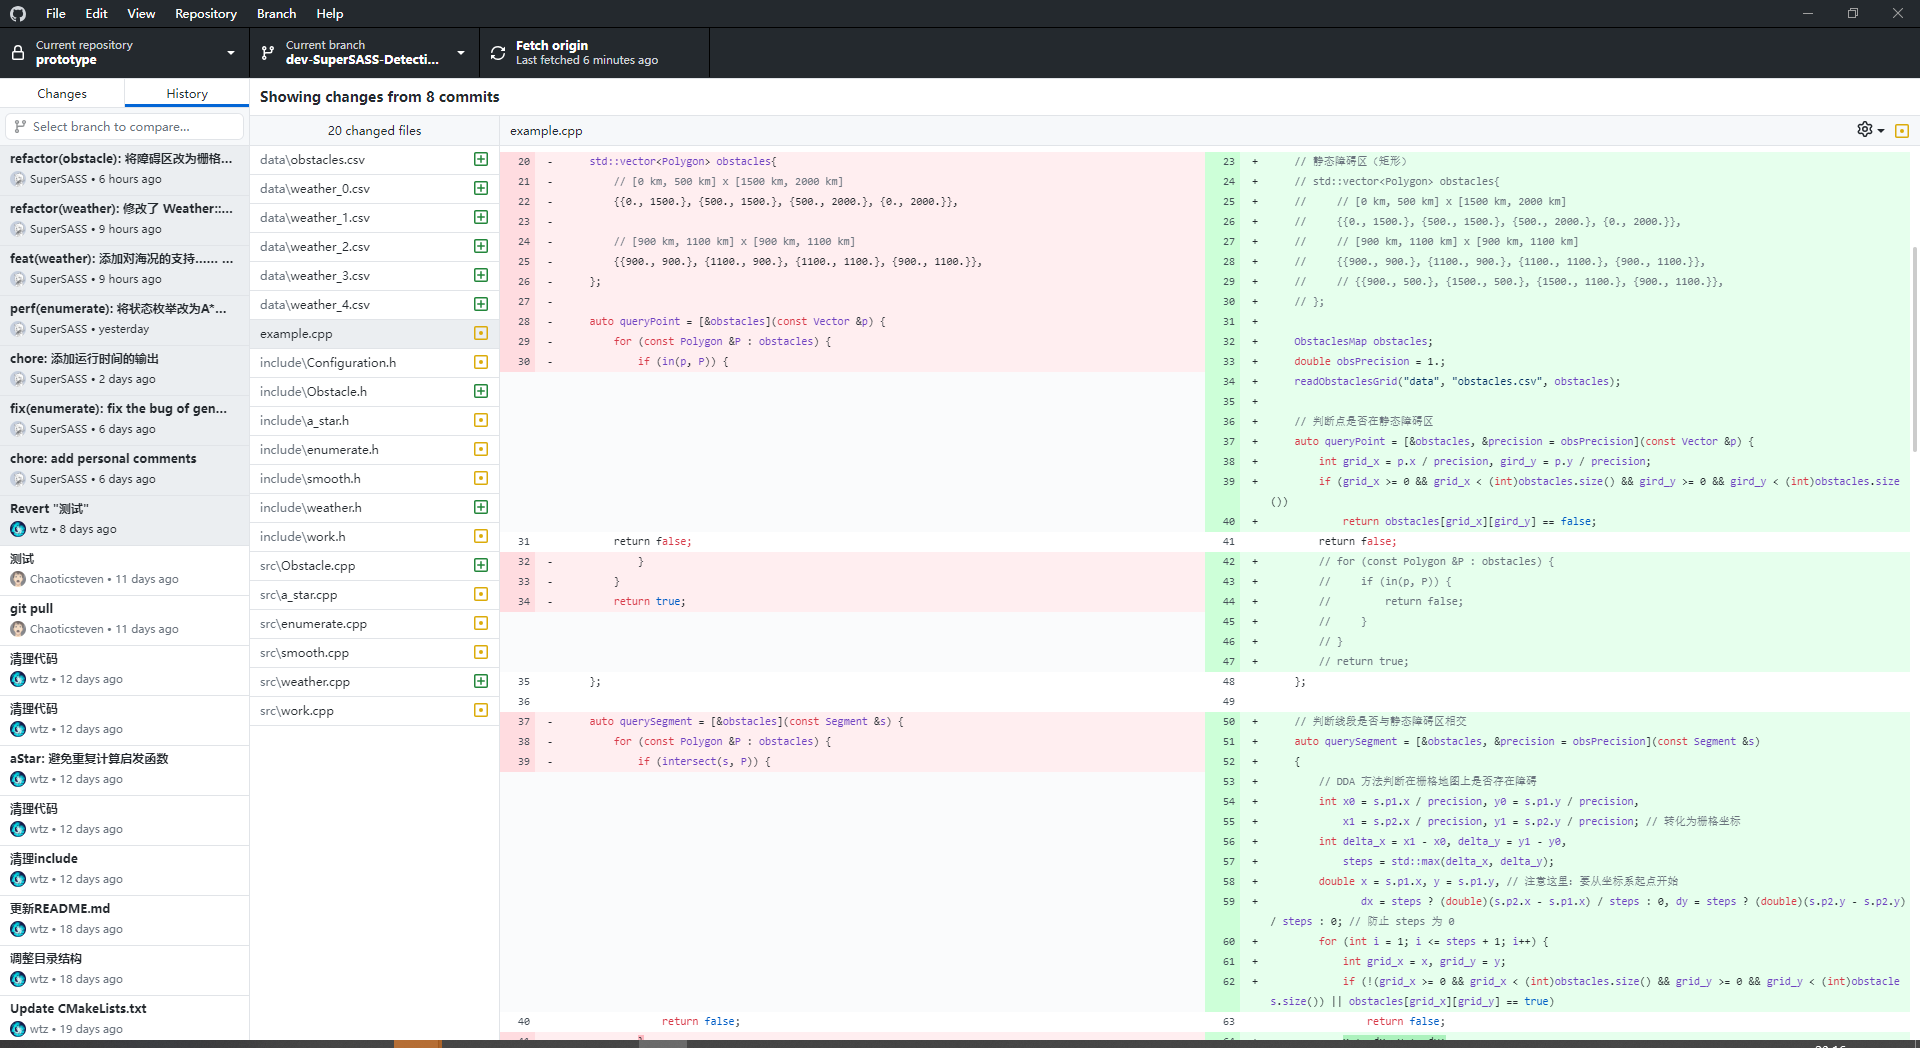 File Edit View Repository Branch Help
Current repository
prototype
Current branch
dev-SuperSASS-Detecti...
Fetch origin
Last fetched 6 minutes ago
Changes
History
Select branch to compare...
refactor(obstacle): 将障碍区改为栅格...
SuperSASS • 6 hours ago
refactor(weather): 修改了 Weather::...
SuperSASS • 9 hours ago
feat(weather): 添加对海况的支持...... ...
SuperSASS • 9 hours ago
perf(enumerate): 将状态枚举改为A*...
SuperSASS • yesterday
chore: 添加运行时间的输出
SuperSASS • 2 days ago
fix(enumerate): fix the bug of gen...
SuperSASS • 6 days ago
chore: add personal comments
SuperSASS • 6 days ago
Revert "测试"
wtz • 8 days ago
测试
Chaoticsteven • 11 days ago
git pull
Chaoticsteven • 11 days ago
清理代码
wtz • 12 days ago
清理代码
wtz • 12 days ago
aStar: 避免重复计算启发函数
wtz • 12 days ago
清理代码
wtz • 12 days ago
清理include
wtz • 12 days ago
更新README.md
wtz • 18 days ago
调整目录结构
wtz • 18 days ago
Update CMakeLists.txt
wtz • 19 days ago
Showing changes from 8 commits
20 changed files
data\obstacles.csv
data\weather_0.csv
data\weather_1.csv
data\weather_2.csv
data\weather_3.csv
data\weather_4.csv
example.cpp
include\Configuration.h
include\Obstacle.h
include\a_star.h
include\enumerate.h
include\smooth.h
include\weather.h
include\work.h
src\Obstacle.cpp
src\a_star.cpp
src\enumerate.cpp
src\smooth.cpp
src\weather.cpp
src\work.cpp
example.cpp
20 - std::vector<Polygon> obstacles{
21 - // [0 km, 500 km] x [1500 km, 2000 km]
22 - {{0., 1500.}, {500., 1500.}, {500., 2000.}, {0., 2000.}},
23 -
24 - // [900 km, 1100 km] x [900 km, 1100 km]
25 - {{900., 900.}, {1100., 900.}, {1100., 1100.}, {900., 1100.}},
26 - };
27 -
28 - auto queryPoint = [&obstacles](const Vector &p) {
29 - for (const Polygon &P : obstacles) {
30 - if (in(p, P)) {
31 return false;
32 - }
33 - }
34 - return true;
35 };
36
37 - auto querySegment = [&obstacles](const Segment &s) {
38 - for (const Polygon &P : obstacles) {
39 - if (intersect(s, P)) {
40 return false;
23 + // 静态障碍区（矩形）
24 + // std::vector<Polygon> obstacles{
25 + // // [0 km, 500 km] x [1500 km, 2000 km]
26 + // {{0., 1500.}, {500., 1500.}, {500., 2000.}, {0., 2000.}},
27 + // // [900 km, 1100 km] x [900 km, 1100 km]
28 + // {{900., 900.}, {1100., 900.}, {1100., 1100.}, {900., 1100.}},
29 + // // {{900., 500.}, {1500., 500.}, {1500., 1100.}, {900., 1100.}},
30 + // };
31 +
32 + ObstaclesMap obstacles;
33 + double obsPrecision = 1.;
34 + readObstaclesGrid("data", "obstacles.csv", obstacles);
35 +
36 + // 判断点是否在静态障碍区
37 + auto queryPoint = [&obstacles, &precision = obsPrecision](const Vector &p) {
38 + int grid_x = p.x / precision, gird_y = p.y / precision;
39 + if (grid_x >= 0 && grid_x < (int)obstacles.size() && gird_y >= 0 && gird_y < (int)obstacles.size
())
40 + return obstacles[grid_x][gird_y] == false;
41 return false;
42 + // for (const Polygon &P : obstacles) {
43 + // if (in(p, P)) {
44 + // return false;
45 + // }
46 + // }
47 + // return true;
48 };
49
50 + // 判断线段是否与静态障碍区相交
51 + auto querySegment = [&obstacles, &precision = obsPrecision](const Segment &s)
52 + {
53 + // DDA 方法判断在栅格地图上是否存在障碍
54 + int x0 = s.p1.x / precision, y0 = s.p1.y / precision,
55 + x1 = s.p2.x / precision, y1 = s.p2.y / precision; // 转化为栅格坐标
56 + int delta_x = x1 - x0, delta_y = y1 - y0,
57 + steps = std::max(delta_x, delta_y);
58 + double x = s.p1.x, y = s.p1.y, // 注意这里：要从坐标系起点开始
59 + dx = steps ? (double)(s.p2.x - s.p1.x) / steps : 0, dy = steps ? (double)(s.p2.y - s.p2.y)
/ steps : 0; // 防止 steps 为 0
60 + for (int i = 1; i <= steps + 1; i++) {
61 + int grid_x = x, grid_y = y;
62 + if (!(grid_x >= 0 && grid_x < (int)obstacles.size() && grid_y >= 0 && grid_y < (int)obstacle
s.size()) || obstacles[grid_x][grid_y] == true)
63 return false;